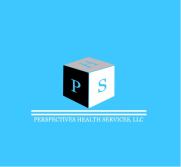 H
P S
PERSPECTIVES HEALTH SERVICES, LLC